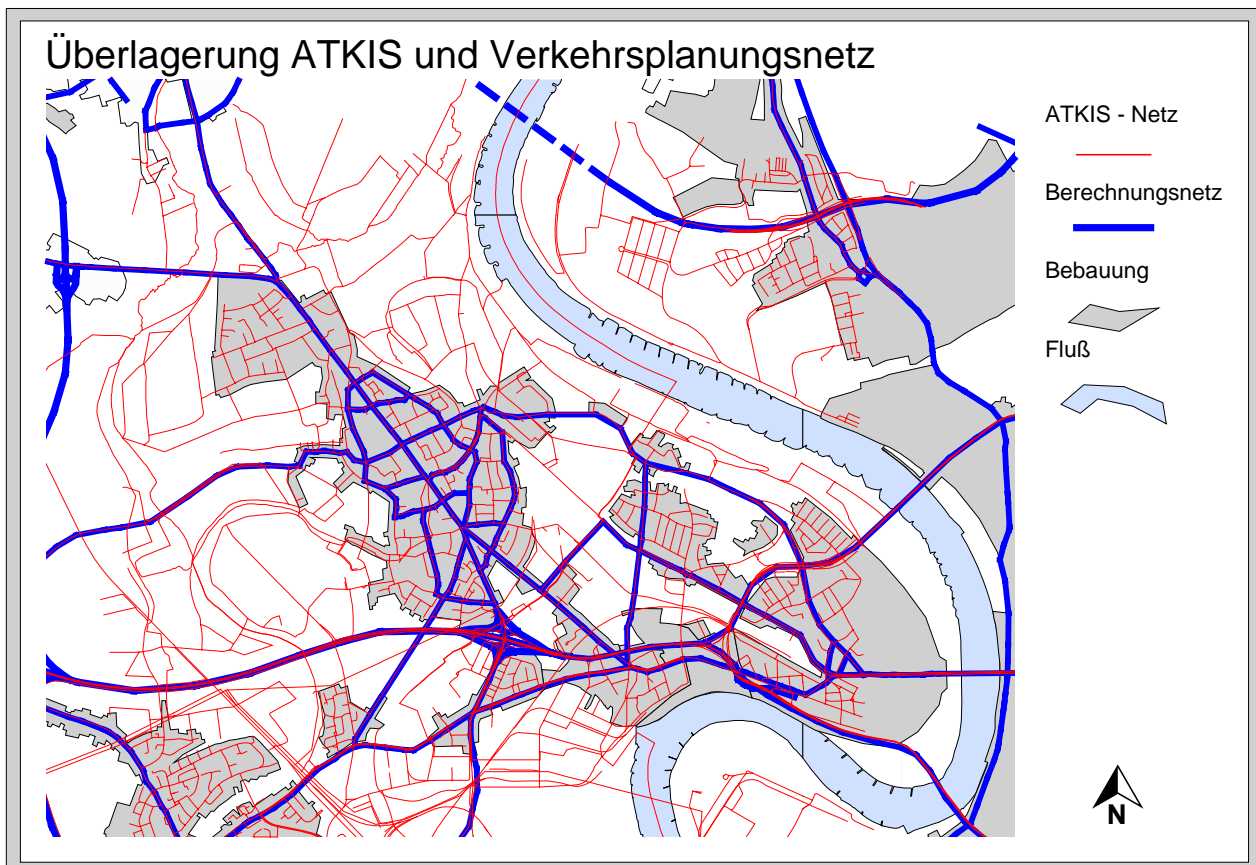 Überlagerung ATKIS und Verkehrsplanungsnetz
ATKIS - Netz
Berechnungsnetz
Bebauung
Fluß
N